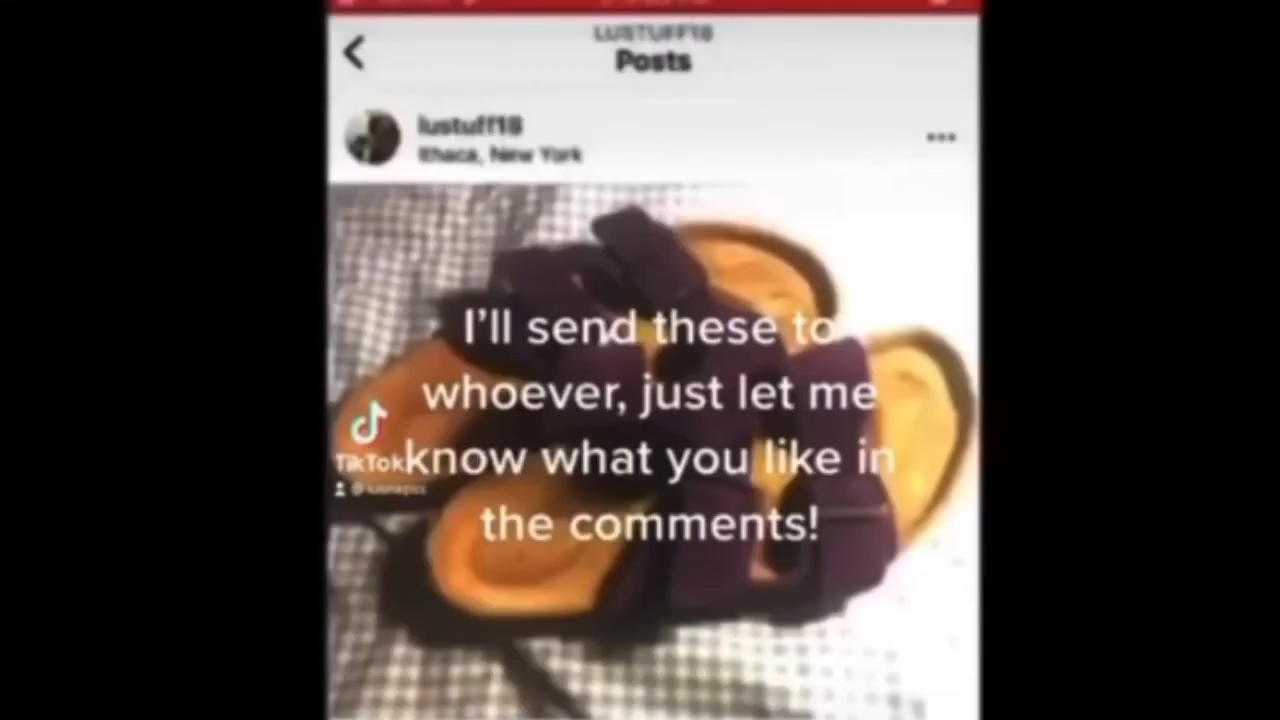 LUSTUFF18
Posts
lustuff18
Ithaca, New York
I'll send these to
whoever, just let me
know what you like in
the comments!
TikTok